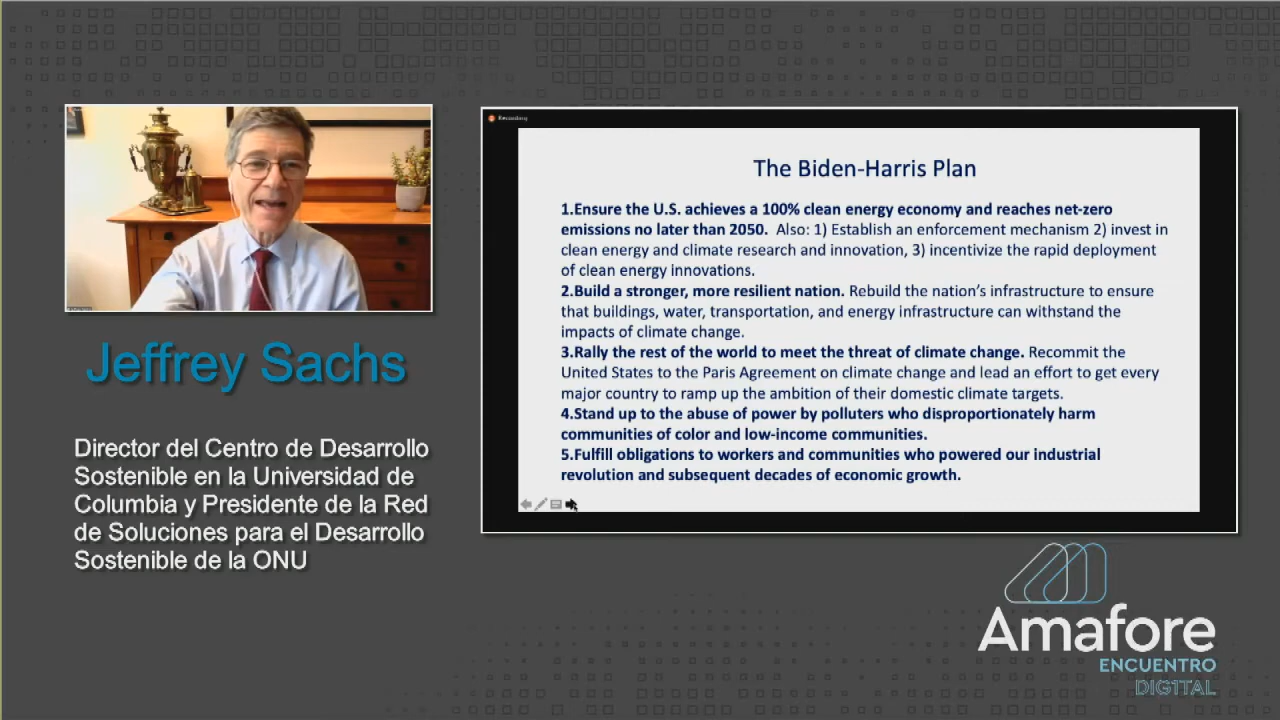 Recording
The Biden-Harris Plan
1.Ensure the U.S. achieves a 100% clean energy economy and reaches net-zero
emissions no later than 2050. Also: 1) Establish an enforcement mechanism 2) invest in
clean energy and climate research and innovation, 3) incentivize the rapid deployment
of clean energy innovations.
2.Build a stronger, more resilient nation. Rebuild the nation's infrastructure to ensure
that buildings, water, transportation, and energy infrastructure can withstand the
impacts of climate change.
3.Rally the rest of the world to meet the threat of climate change. Recommit the
United States to the Paris Agreement on climate change and lead an effort to get every
major country to ramp up the ambition of their domestic climate targets.
4.Stand up to the abuse of power by polluters who disproportionately harm
communities of color and low-income communities.
5.Fulfill obligations to workers and communities who powered our industrial
revolution and subsequent decades of economic growth.
Jeffrey Sachs
Director del Centro de Desarrollo
Sostenible en la Universidad de
Columbia y Presidente de la Red
de Soluciones para el Desarrollo
Sostenible de la ONU
Amafore
ENCUENTRO
DIG1TAL